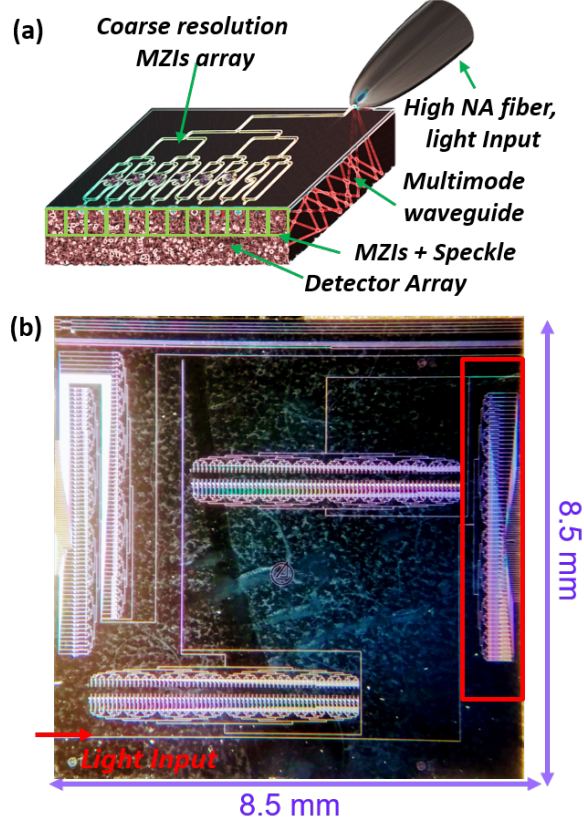 (a)
Coarse resolution
MZIs array
High NA fiber,
light Input
Multimode
waveguide
MZIs + Speckle
Detector Array
(b)
8.5 mm
Light Input
8.5 mm